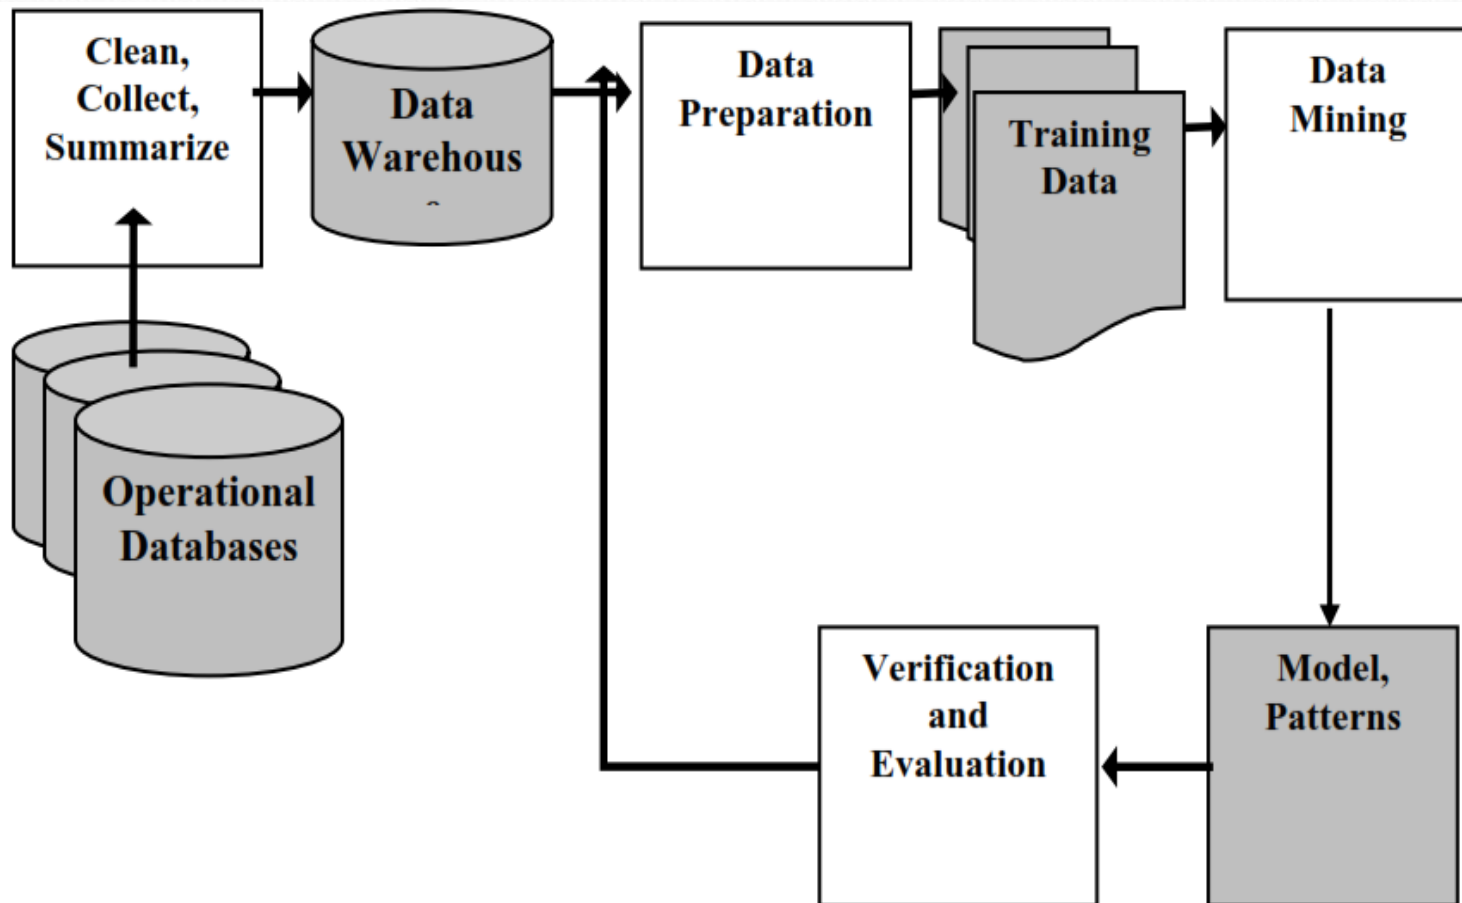 Clean,
Collect,
Summarize
Data
Warehous
Data
Preparation
Training
Data
Data
Mining
Operational
Databases
Verification
and
Evaluation
Model,
Patterns